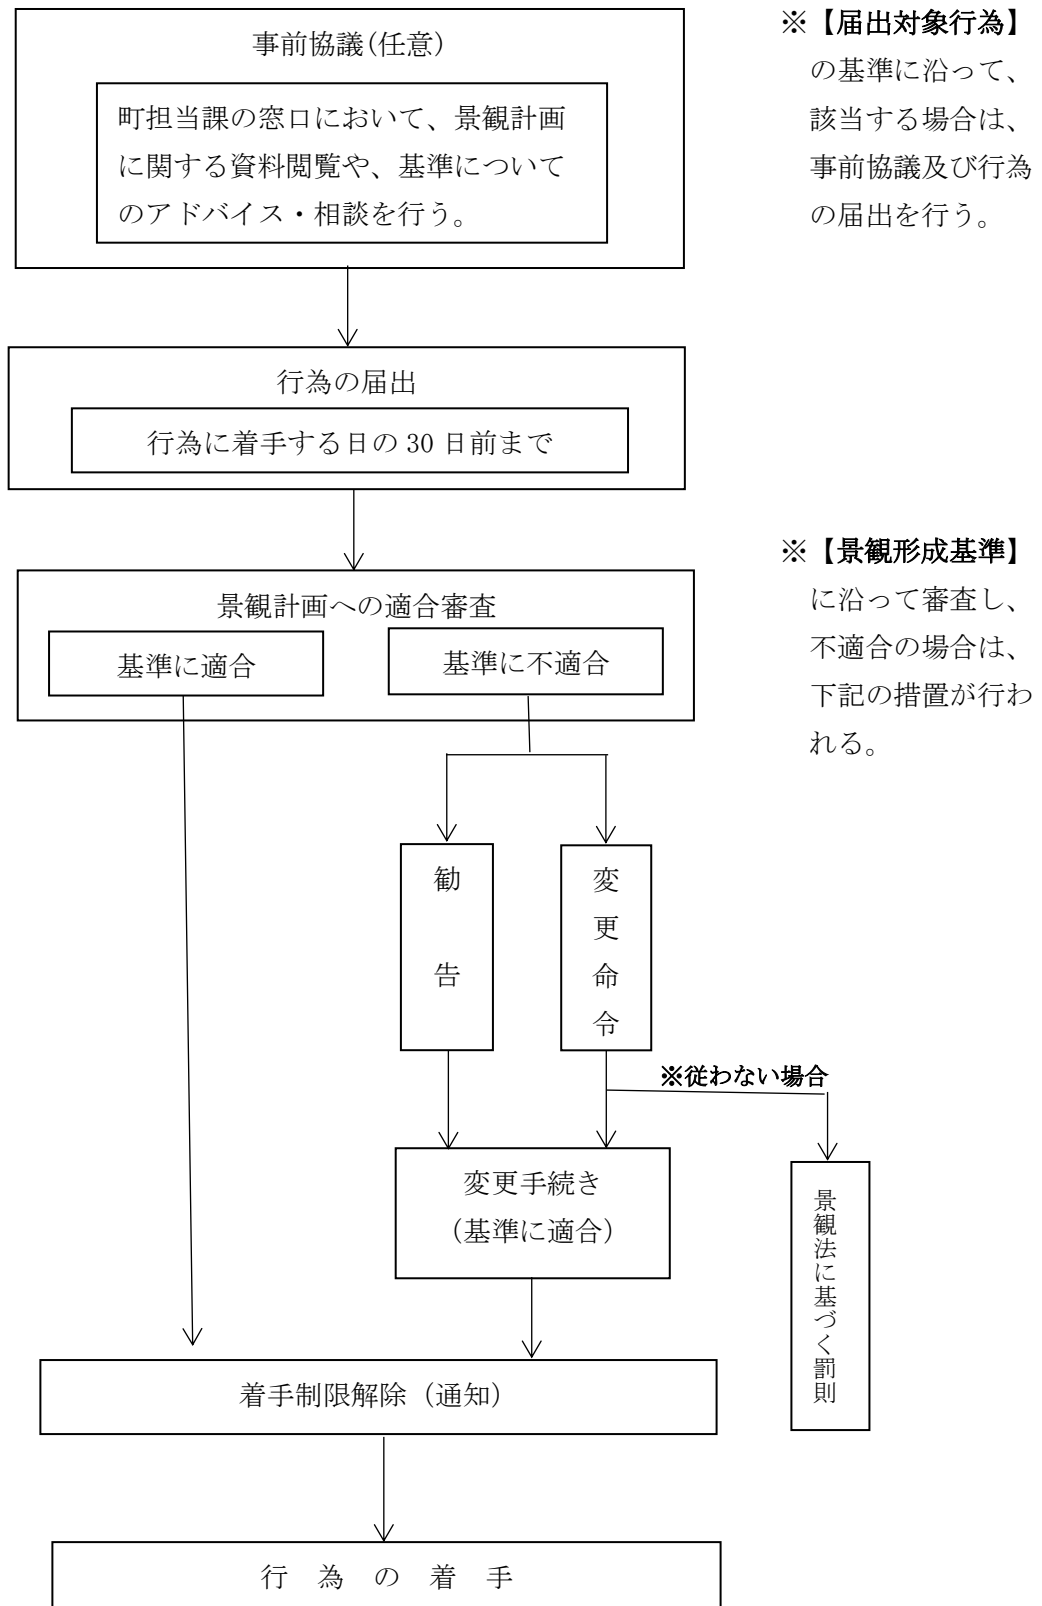 事前協議(任意)
町担当課の窓口において、景観計画
に関する資料閲覧や、基準について
のアドバイス・相談を行う。
※【届出対象行為】
の基準に沿って、
該当する場合は、
事前協議及び行為
の届出を行う。
行為の届出
行為に着手する日の 30 日前まで
景観計画への適合審査
基準に適合
基準に不適合
※【景観形成基準】
に沿って審査し、
不適合の場合は、
下記の措置が行わ
れる。
勧告
変更命令
※従わない場合
変更手続き
(基準に適合)
景観法に基づく罰則
着手制限解除（通知）
行 為 の 着 手